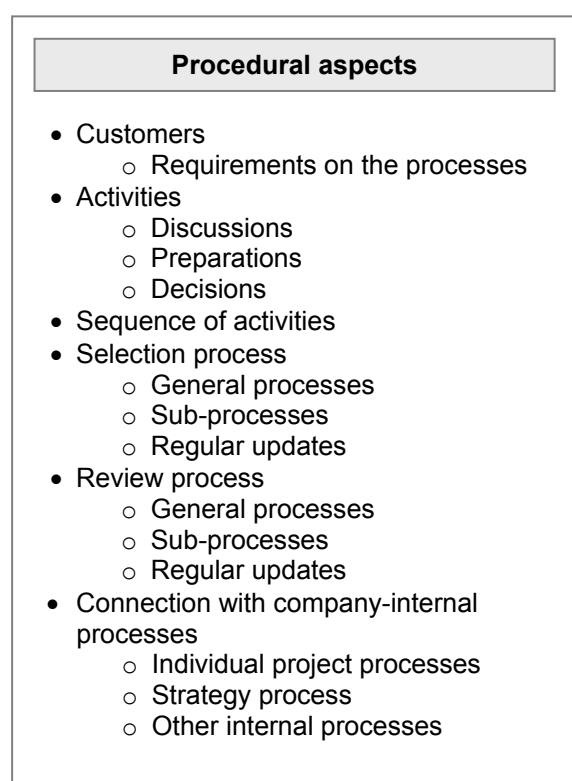 Procedural aspects
• Customers
o Requirements on the processes
• Activities
o Discussions
o Preparations
o Decisions
• Sequence of activities
• Selection process
o General processes
o Sub-processes
o Regular updates
• Review process
o General processes
o Sub-processes
o Regular updates
• Connection with company-internal
processes
o Individual project processes
o Strategy process
o Other internal processes